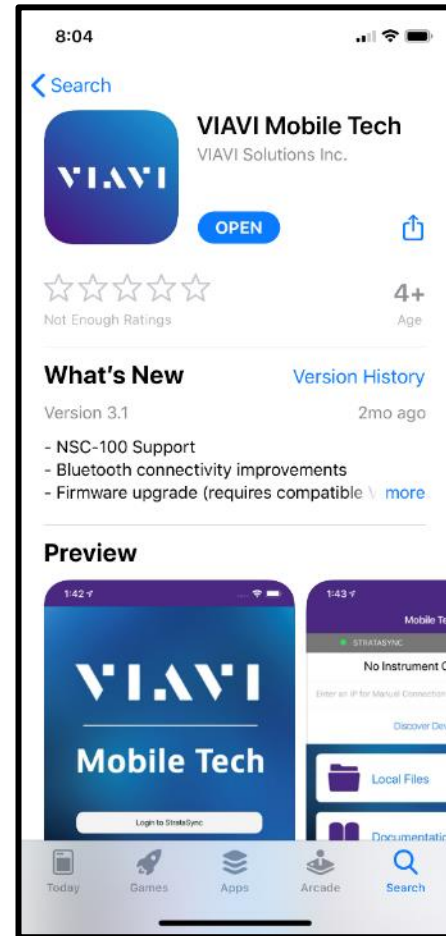 8:04
Search
VIAVI
VIAVI Mobile Tech
VIAVI Solutions Inc.
OPEN
4+
Not Enough Ratings
Age
What's New
Version History
Version 3.1
2mo ago
- NSC-100 Support
- Bluetooth connectivity improvements
- Firmware upgrade (requires compatible V
more
Preview
1:42
VIAVI
Mobile Tech
Login to StrataSync
1:43
Mobile Te
STRATASYNC
No Instrument C
Enter an IP for Manual Connection
Discover Dev
Local Files
Documentatio
Today
Games
Apps
Arcade
Search